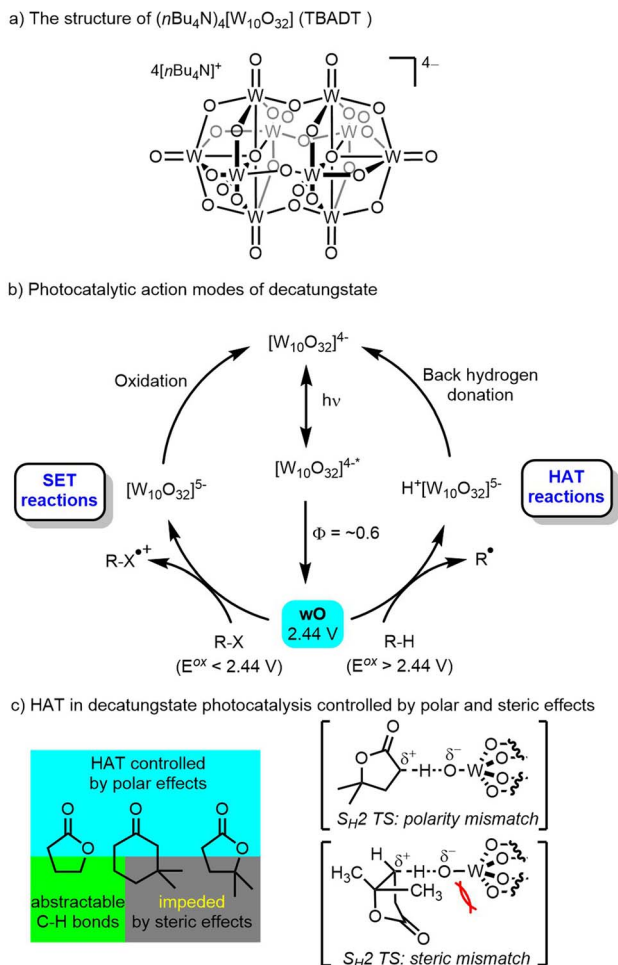 a) The structure of (nBu₄N)₄[W₁₀O₃₂] (TBADT )
4[nBu₄N]⁺
4–
O O
O O O O
W W
O O O
O W O W O
O=W O O W=O
W O W O
O O O O
O W O W O
O O
b) Photocatalytic action modes of decatungstate
[W₁₀O₃₂]⁴⁻
Oxidation
Back hydrogen
donation
hν
SET
reactions
[W₁₀O₃₂]⁵⁻
[W₁₀O₃₂]⁴⁻*
H⁺[W₁₀O₃₂]⁵⁻
HAT
reactions
Φ = ~0.6
R-X•+
R•
wO
2.44 V
R-X
(Eᵒˣ < 2.44 V)
R-H
(Eᵒˣ > 2.44 V)
c) HAT in decatungstate photocatalysis controlled by polar and steric effects
HAT controlled
by polar effects
O O O
O O
abstractable
C-H bonds
impeded
by steric effects
O
O
δ⁺ δ⁻
H O W
O O O O
S_H2 TS: polarity mismatch
H
δ⁺ δ⁻
H₃C H O W
CH₃
O O O O
O
O
S_H2 TS: steric mismatch